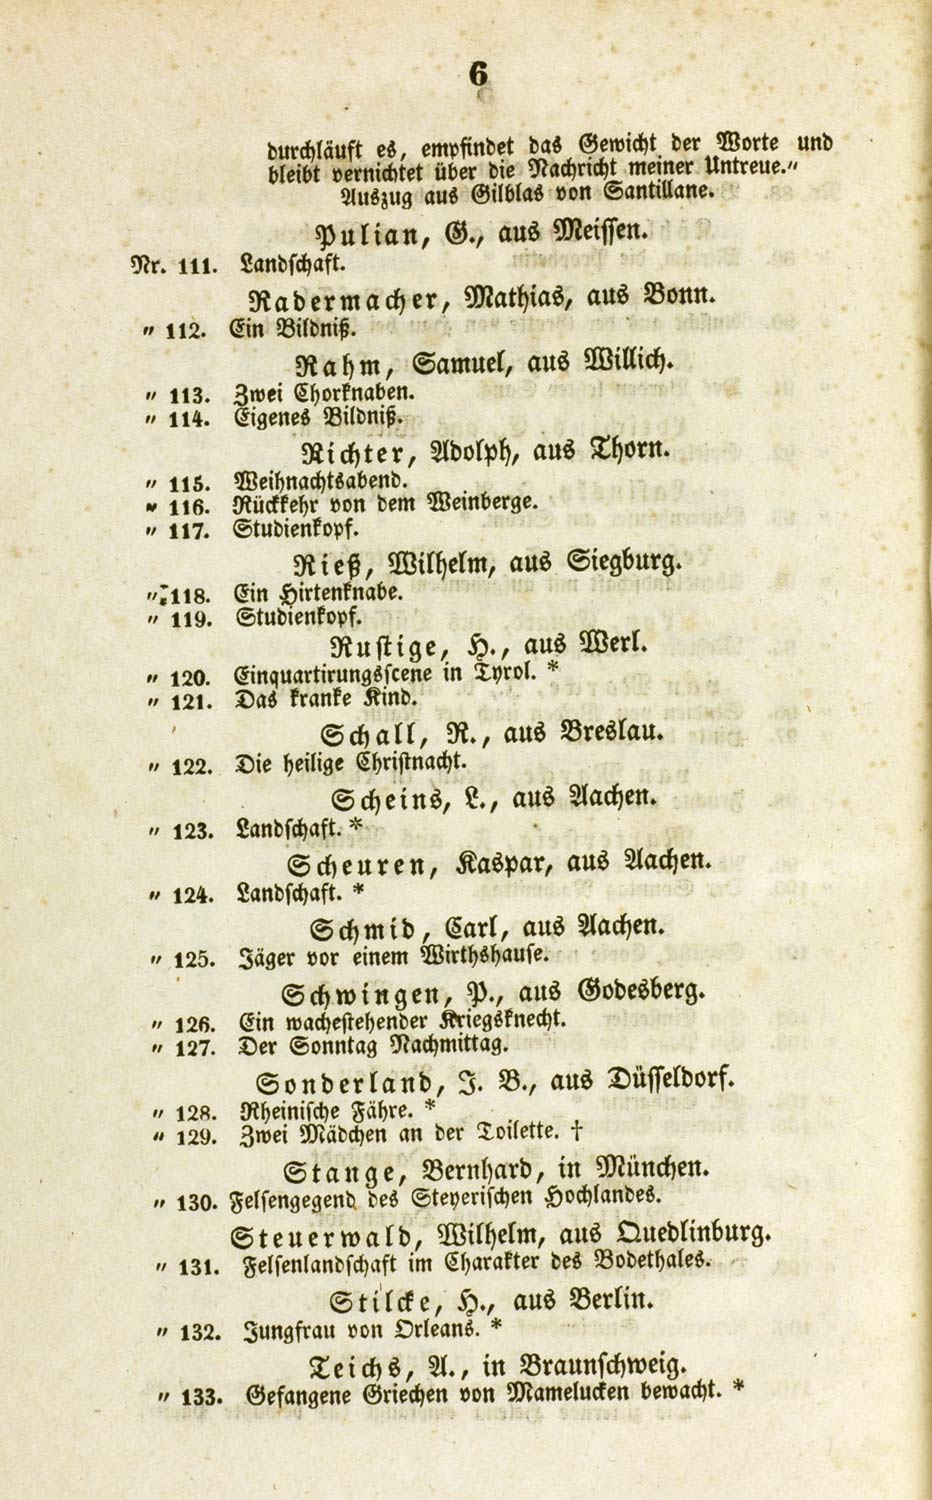 6
durchläuft es, empfindet das Gewicht der Worte und
bleibt vernichtet über die Nachricht meiner Untreue."
Auszug aus Gilblas von Santillane.
Pulian, G., aus Meissen.
Nr. 111. Landschaft.
Radermacher, Mathias, aus Bonn.
" 112. Ein Bildniß.
Rahm, Samuel, aus Willich.
" 113. Zwei Chorknaben.
" 114. Eigenes Bildniß.
Richter, Adolph, aus Thorn.
" 115. Weihnachtsabend.
" 116. Rückkehr von dem Weinberge.
" 117. Studienkopf.
Rieß, Wilhelm, aus Siegburg.
" 118. Ein Hirtenknabe.
" 119. Studienkopf.
Rustige, H., aus Werl.
" 120. Einquartirungsscene in Tyrol. *
" 121. Das kranke Kind.
Schall, R., aus Breslau.
" 122. Die heilige Christnacht.
Scheins, L., aus Aachen.
" 123. Landschaft. *
Scheuren, Kaspar, aus Aachen.
" 124. Landschaft. *
Schmid, Carl, aus Aachen.
" 125. Jäger vor einem Wirthshause.
Schwingen, P., aus Godesberg.
" 126. Ein wachestehender Kriegsknecht.
" 127. Der Sonntag Nachmittag.
Sonderland, J. B., aus Düsseldorf.
" 128. Rheinische Fähre. *
" 129. Zwei Mädchen an der Toilette. †
Stange, Bernhard, in München.
" 130. Felsengegend des Steyerischen Hochlandes.
Steuerwald, Wilhelm, aus Quedlinburg.
" 131. Felsenlandschaft im Charakter des Bodethales.
Stilcke, H., aus Berlin.
" 132. Jungfrau von Orleans. *
Teichs, A., in Braunschweig.
" 133. Gefangene Griechen von Mamelucken bewacht. *